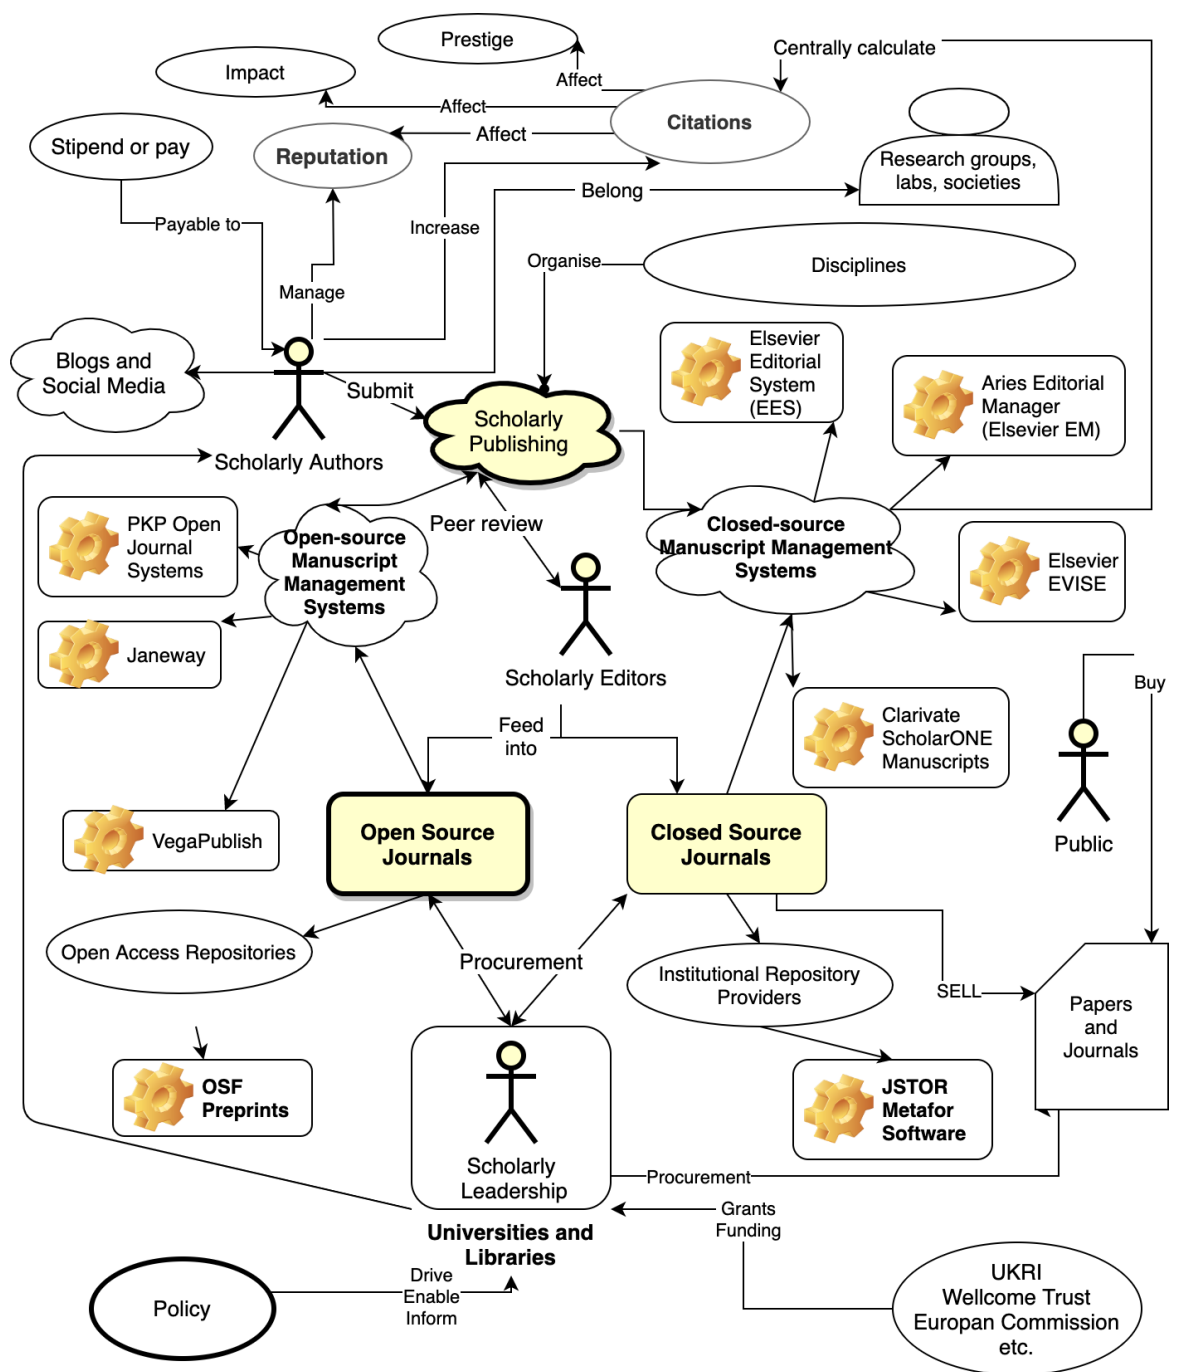 Prestige
Centrally calculate
Impact
Affect
Affect
Citations
Affect
Stipend or pay
Reputation
Research groups,
labs, societies
Belong
Payable to
Increase
Organise
Disciplines
Manage
Blogs and
Social Media
Submit
Scholarly
Publishing
Elsevier
Editorial
System
(EES)
Aries Editorial
Manager
(Elsevier EM)
Scholarly Authors
PKP Open
Journal
Systems
Open-source
Manuscript
Management
Systems
Peer review
Closed-source
Manuscript Management
Systems
Elsevier
EVISE
Janeway
Scholarly Editors
Buy
Feed
into
Clarivate
ScholarONE
Manuscripts
VegaPublish
Open Source
Journals
Closed Source
Journals
Public
Open Access Repositories
Procurement
Institutional Repository
Providers
SELL
Papers
and
Journals
OSF
Preprints
JSTOR
Metafor
Software
Scholarly
Leadership
Procurement
Universities and
Libraries
Grants
Funding
Policy
Drive
Enable
Inform
UKRI
Wellcome Trust
Europan Commission
etc.